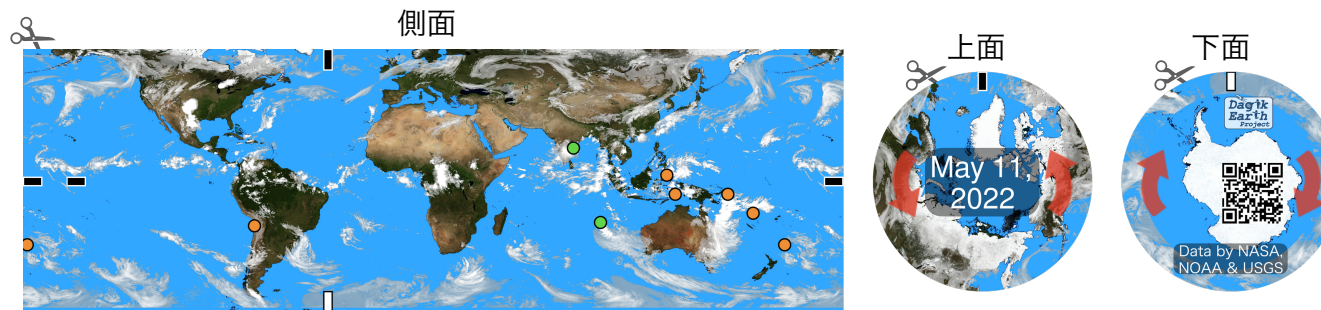 側面
上面
下面
May 11,
2022
Dagik
Earth
Project
Data by NASA,
NOAA & USGS